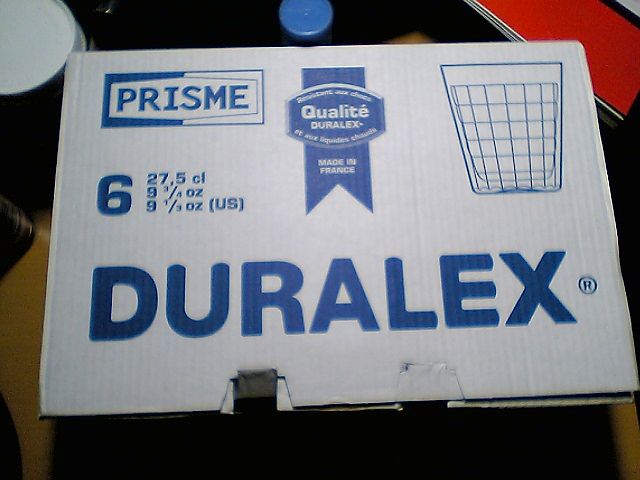 PRISME
Résistant aux chocs
Qualité
DURALEX®
et aux liquides chauds
MADE IN
FRANCE
6
27,5 cl
9 3/4 oz
9 1/3 oz (US)
DURALEX®